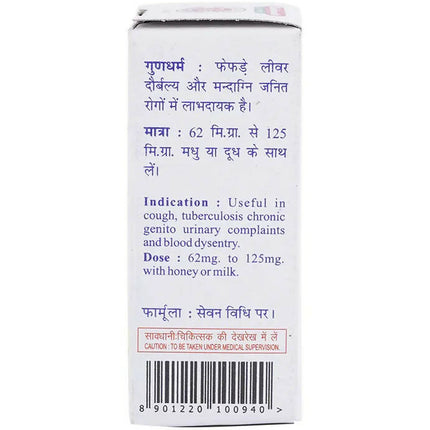 गुणधर्म : फेफड़े लीवर
दौर्बल्य और मन्दाग्नि जनित
रोगों में लाभदायक है।
मात्रा : 62 मि.ग्रा. से 125
मि.ग्रा. मधु या दूध के साथ
लें।
Indication : Useful in
cough, tuberculosis chronic
genito urinary complaints
and blood dysentry.
Dose : 62mg. to 125mg.
with honey or milk.
फार्मूला : सेवन विधि पर।
सावधानी:चिकित्सक की देखरेख में लें
CAUTION : TO BE TAKEN UNDER MEDICAL SUPERVISION.
8 901220 100940 >